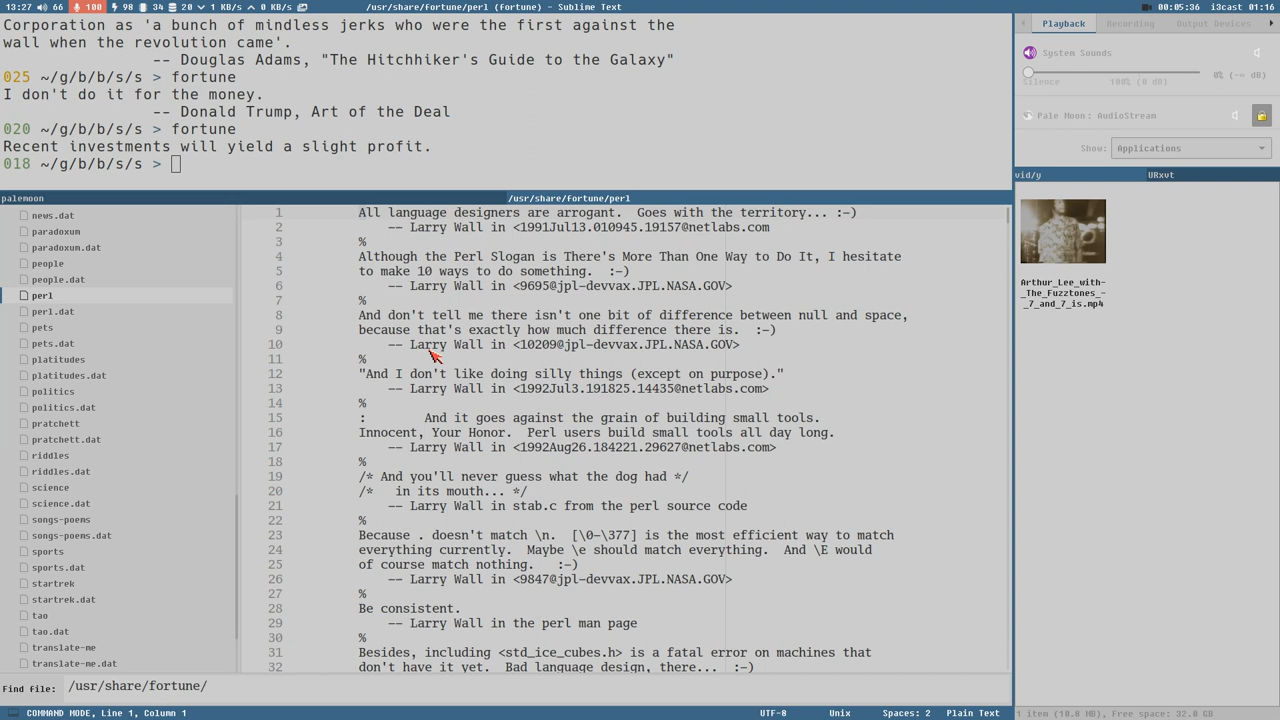 13:27 66 100 98 34 20 1 KB/s 0 KB/s /usr/share/fortune/perl (fortune) - Sublime Text 00:05:36 i3cast 01:16
Corporation as 'a bunch of mindless jerks who were the first against the
wall when the revolution came'.
-- Douglas Adams, "The Hitchhiker's Guide to the Galaxy"
025 ~/g/b/b/s/s > fortune
I don't do it for the money.
-- Donald Trump, Art of the Deal
020 ~/g/b/b/s/s > fortune
Recent investments will yield a slight profit.
018 ~/g/b/b/s/s >
palemoon /usr/share/fortune/perl
news.dat
paradoxum
paradoxum.dat
people
people.dat
perl
perl.dat
pets
pets.dat
platitudes
platitudes.dat
politics
politics.dat
pratchett
pratchett.dat
riddles
riddles.dat
science
science.dat
songs-poems
songs-poems.dat
sports
sports.dat
startrek
startrek.dat
tao
tao.dat
translate-me
translate-me.dat
1 All language designers are arrogant.  Goes with the territory... :-)
2 -- Larry Wall in <1991Jul13.010945.19157@netlabs.com
3 %
4 Although the Perl Slogan is There's More Than One Way to Do It, I hesitate
5 to make 10 ways to do something.  :-)
6 -- Larry Wall in <9695@jpl-devvax.JPL.NASA.GOV>
7 %
8 And don't tell me there isn't one bit of difference between null and space,
9 because that's exactly how much difference there is.  :-)
10 -- Larry Wall in <10209@jpl-devvax.JPL.NASA.GOV>
11 %
12 "And I don't like doing silly things (except on purpose)."
13 -- Larry Wall in <1992Jul3.191825.14435@netlabs.com>
14 %
15 : And it goes against the grain of building small tools.
16 Innocent, Your Honor.  Perl users build small tools all day long.
17 -- Larry Wall in <1992Aug26.184221.29627@netlabs.com>
18 %
19 /* And you'll never guess what the dog had */
20 /*   in its mouth... */
21 -- Larry Wall in stab.c from the perl source code
22 %
23 Because . doesn't match \n.  [\0-\377] is the most efficient way to match
24 everything currently.  Maybe \e should match everything.  And \E would
25 of course match nothing.   :-)
26 -- Larry Wall in <9847@jpl-devvax.JPL.NASA.GOV>
27 %
28 Be consistent.
29 -- Larry Wall in the perl man page
30 %
31 Besides, including <std_ice_cubes.h> is a fatal error on machines that
32 don't have it yet.  Bad language design, there...  :-)
Find file: /usr/share/fortune/
COMMAND MODE, Line 1, Column 1 UTF-8 Unix Spaces: 2 Plain Text
Playback Recording Output Devices
System Sounds
Silence 100% (0 dB) 0% (-∞ dB)
Pale Moon: AudioStream
Show: Applications
vid/y URxvt
Arthur_Lee_with-
-_The_Fuzztones_-
_7_and_7_is.mp4
1 item (10.8 MB), Free space: 32.0 GB